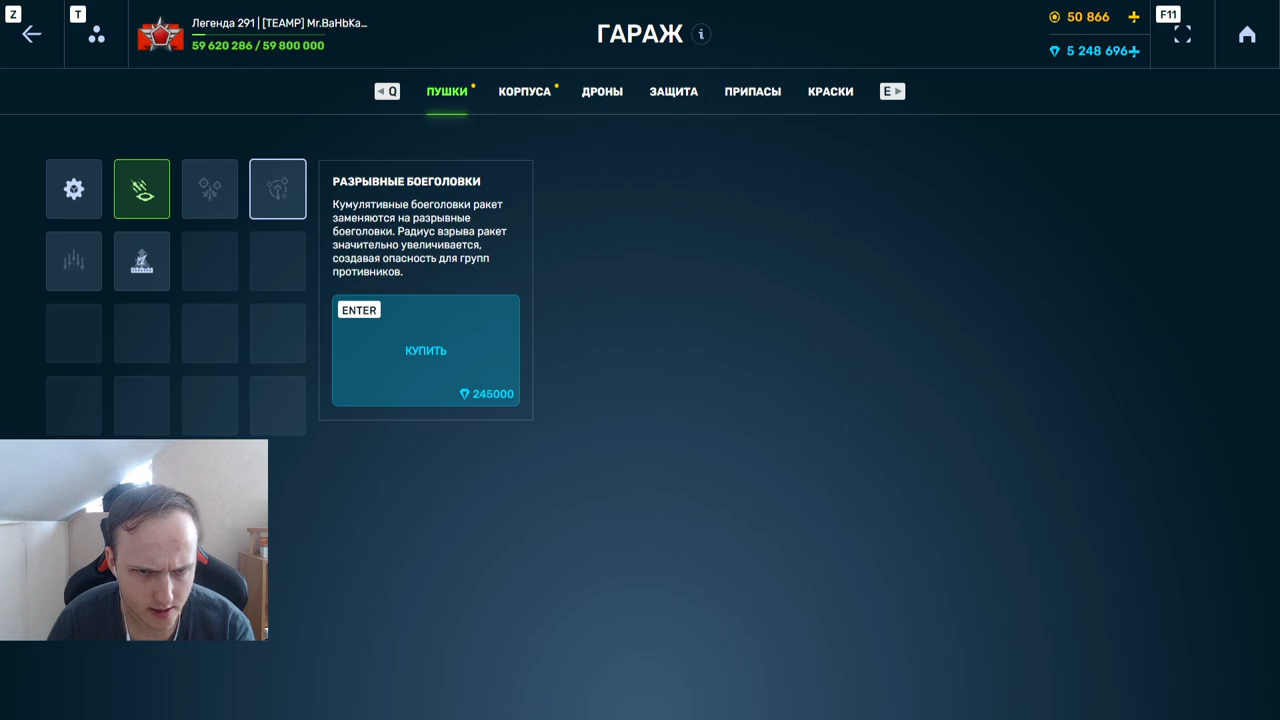 Z
T
Легенда 291 | [TEAMP] Mr.BaHbKa...
59 620 286 / 59 800 000
ГАРАЖ
i
50 866
5 248 696
F11
Q
ПУШКИ
КОРПУСА
ДРОНЫ
ЗАЩИТА
ПРИПАСЫ
КРАСКИ
E
РАЗРЫВНЫЕ БОЕГОЛОВКИ
Кумулятивные боеголовки ракет
заменяются на разрывные
боеголовки. Радиус взрыва ракет
значительно увеличивается,
создавая опасность для групп
противников.
ENTER
КУПИТЬ
245000